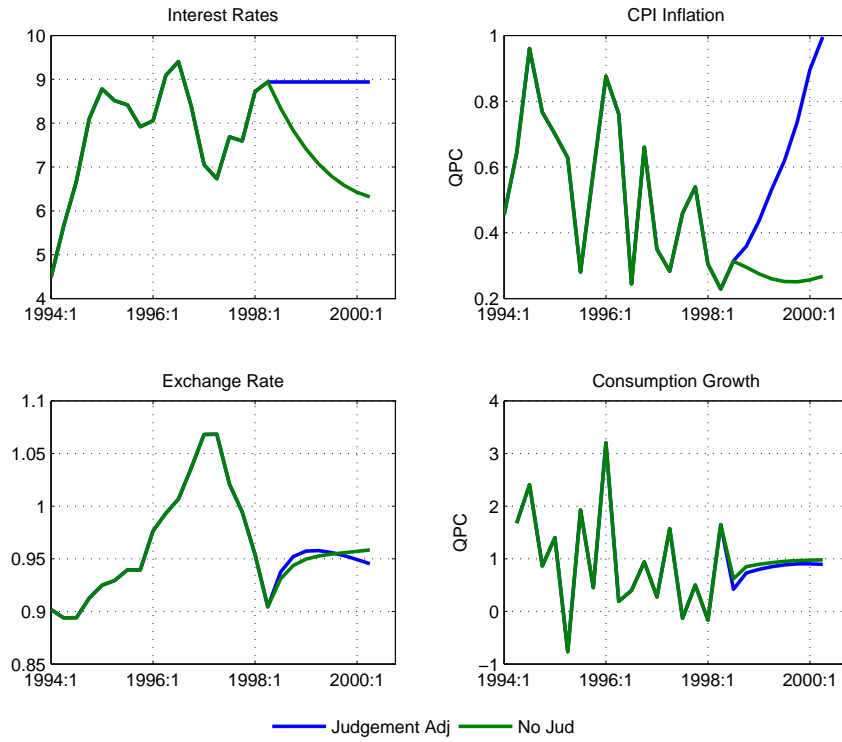 Interest Rates
10
9
8
7
6
5
4
1994:1 1996:1 1998:1 2000:1
CPI Inflation
QPC
1
0.8
0.6
0.4
0.2
1994:1 1996:1 1998:1 2000:1
Exchange Rate
1.1
1.05
1
0.95
0.9
0.85
1994:1 1996:1 1998:1 2000:1
Consumption Growth
QPC
4
3
2
1
0
−1
1994:1 1996:1 1998:1 2000:1
Judgement Adj No Jud